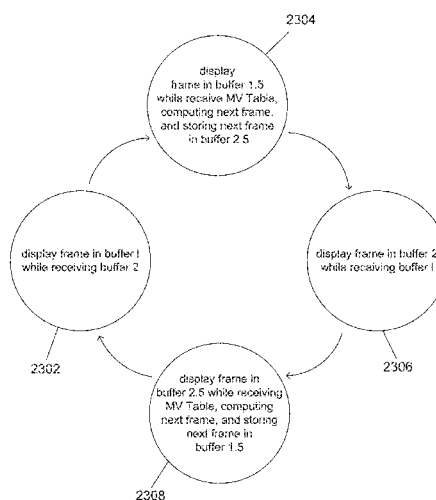 2304
display
frame in buffer 1.5
while receive MV Table,
computing next frame,
and storing next frame
in buffer 2.5
display frame in buffer
while receiving buffer 2
2302
display frame in buffer 2
while receiving buffer
2306
display frame in
buffer 2.5 while receiving
MV Table, computing
next frame, and storing
next frame in
buffer 1.5
2308